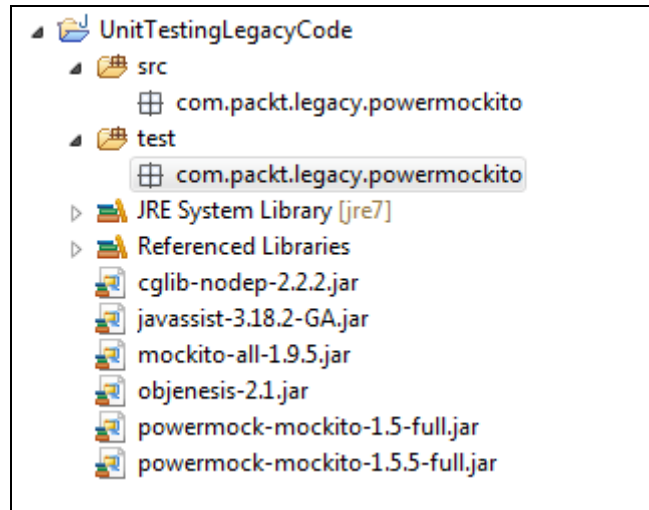 UnitTestingLegacyCode
src
com.packt.legacy.powermockito
test
com.packt.legacy.powermockito
JRE System Library [jre7]
Referenced Libraries
cglib-nodep-2.2.2.jar
javassist-3.18.2-GA.jar
mockito-all-1.9.5.jar
objenesis-2.1.jar
powermock-mockito-1.5-full.jar
powermock-mockito-1.5.5-full.jar